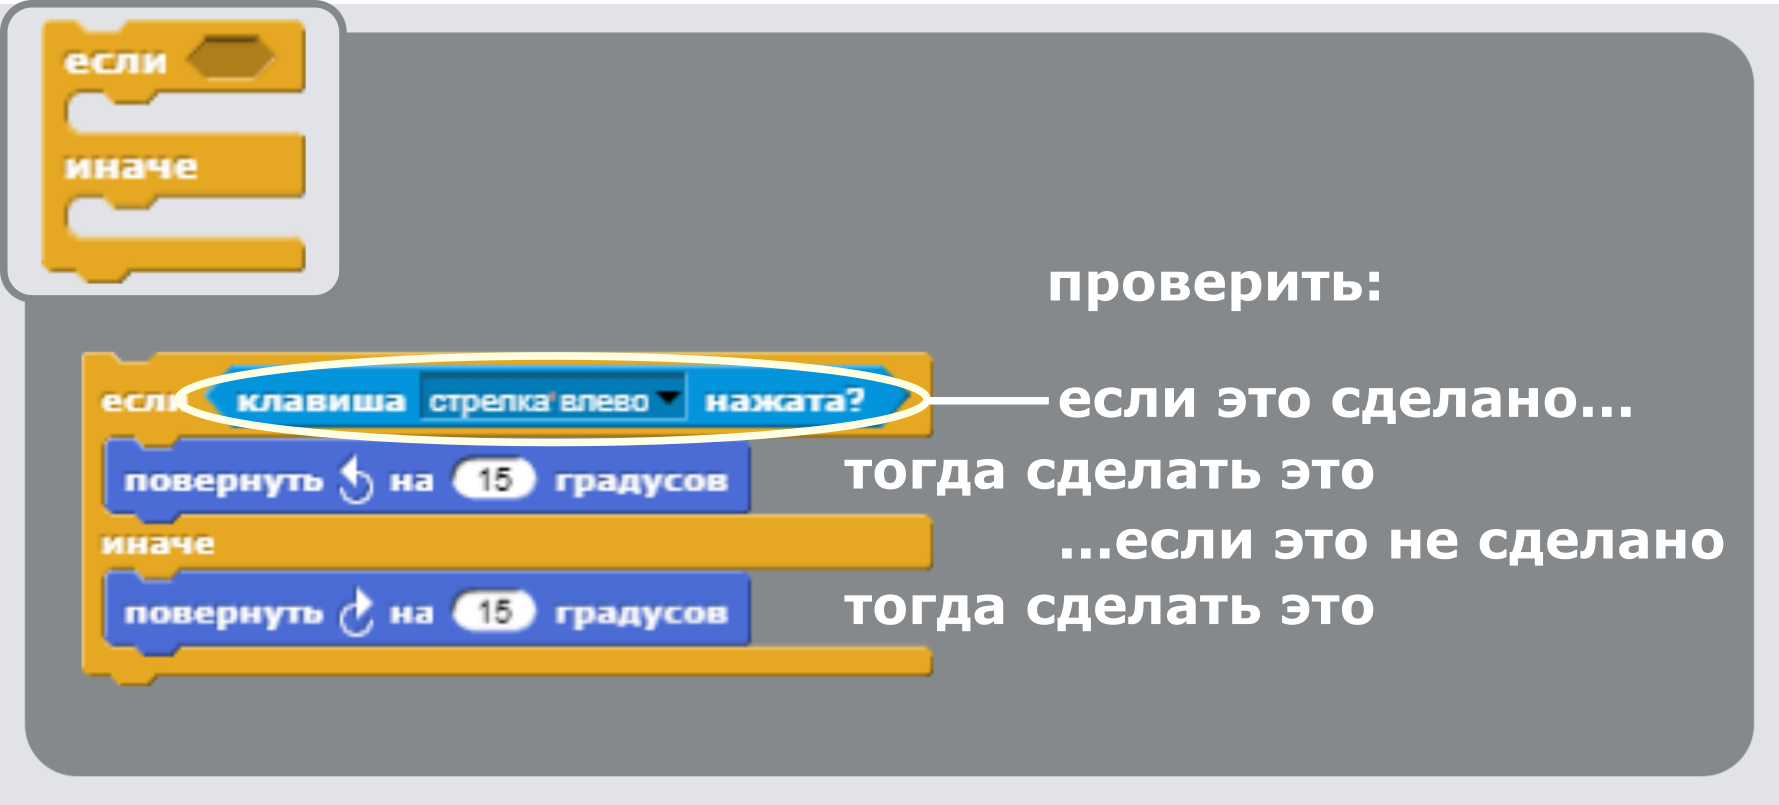 если
иначе
проверить:
если клавиша стрелка влево нажата?
если это сделано...
повернуть на 15 градусов
тогда сделать это
иначе
...если это не сделано
повернуть на 15 градусов
тогда сделать это